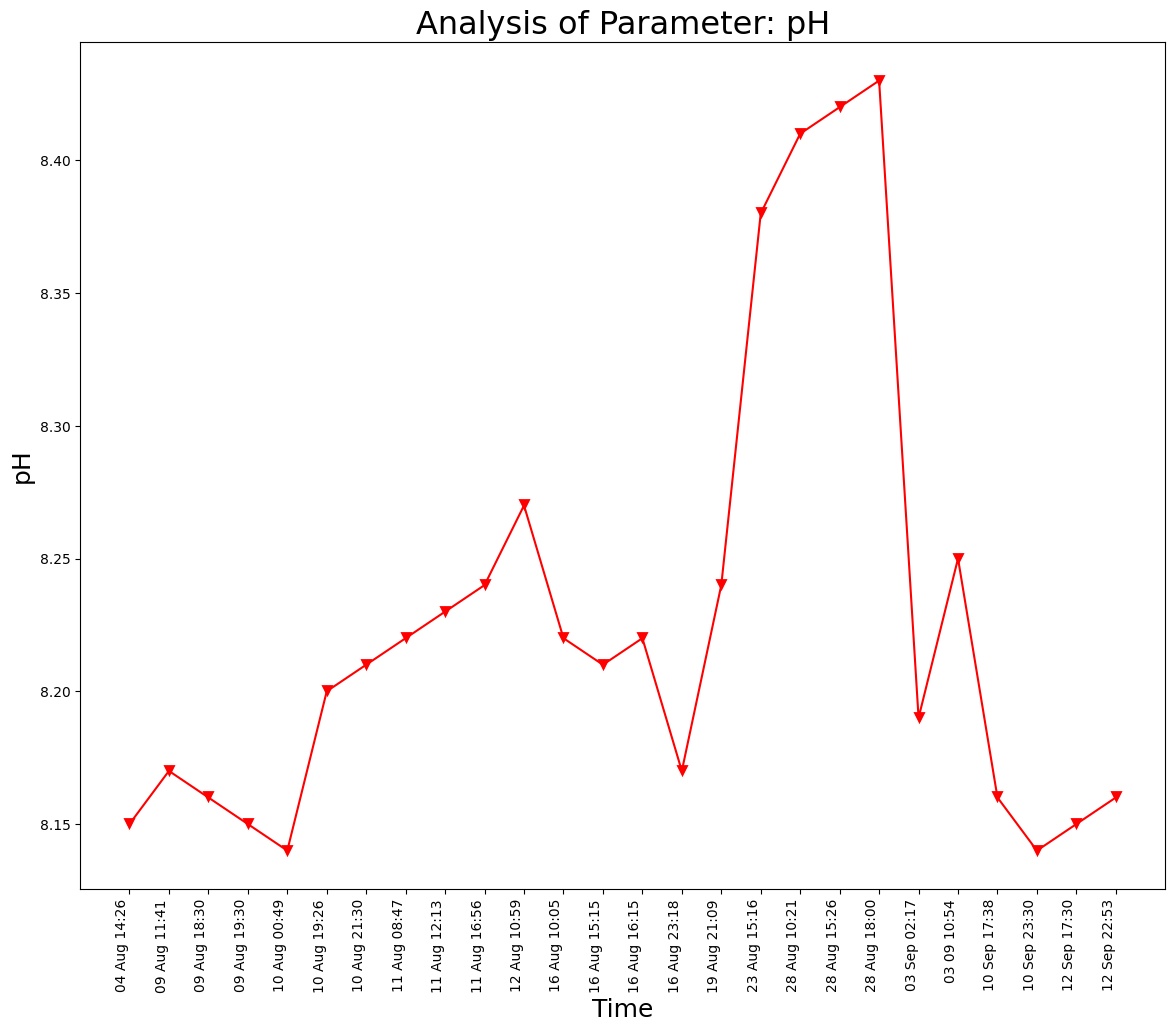 Analysis of Parameter: pH
pH
8.40
8.35
8.30
8.25
8.20
8.15
04 Aug 14:26
09 Aug 11:41
09 Aug 18:30
09 Aug 19:30
10 Aug 00:49
10 Aug 19:26
10 Aug 21:30
11 Aug 08:47
11 Aug 12:13
11 Aug 16:56
12 Aug 10:59
16 Aug 10:05
16 Aug 15:15
16 Aug 16:15
16 Aug 23:18
19 Aug 21:09
23 Aug 15:16
28 Aug 10:21
28 Aug 15:26
28 Aug 18:00
03 Sep 02:17
03 09 10:54
10 Sep 17:38
10 Sep 23:30
12 Sep 17:30
12 Sep 22:53
Time